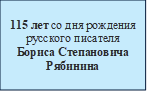 115 лет со дня рождения
русского писателя
Бориса Степановича
Рябинина